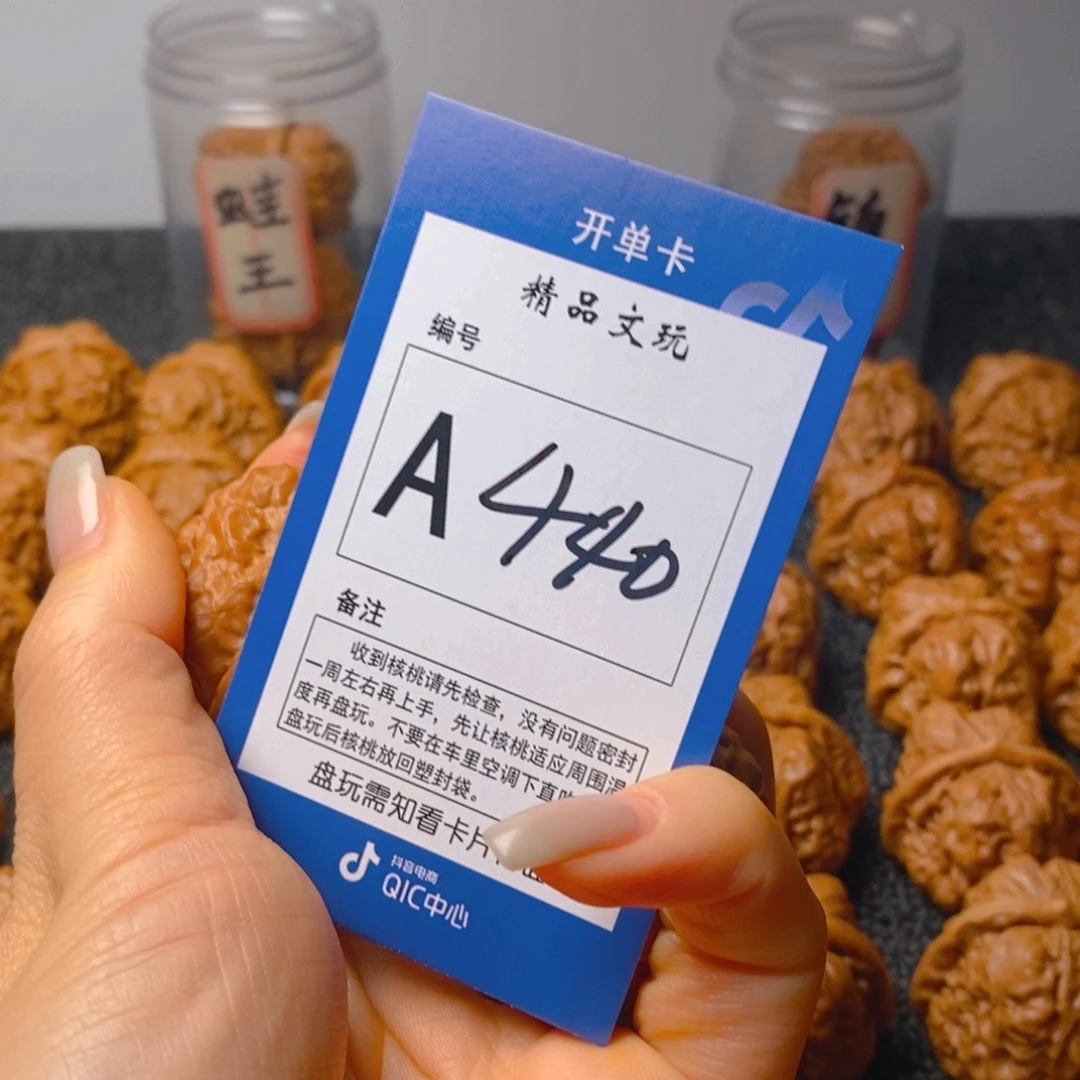 开单卡
精品文玩
编号
A440
备注
收到核桃请先检查，没有问题密封
一周左右再上手，先让核桃适应周围湿
度再盘玩。不要在车里空调下直
盘玩后核桃放回塑封袋。
盘玩需知看卡片
抖音电商
QIC中心
王